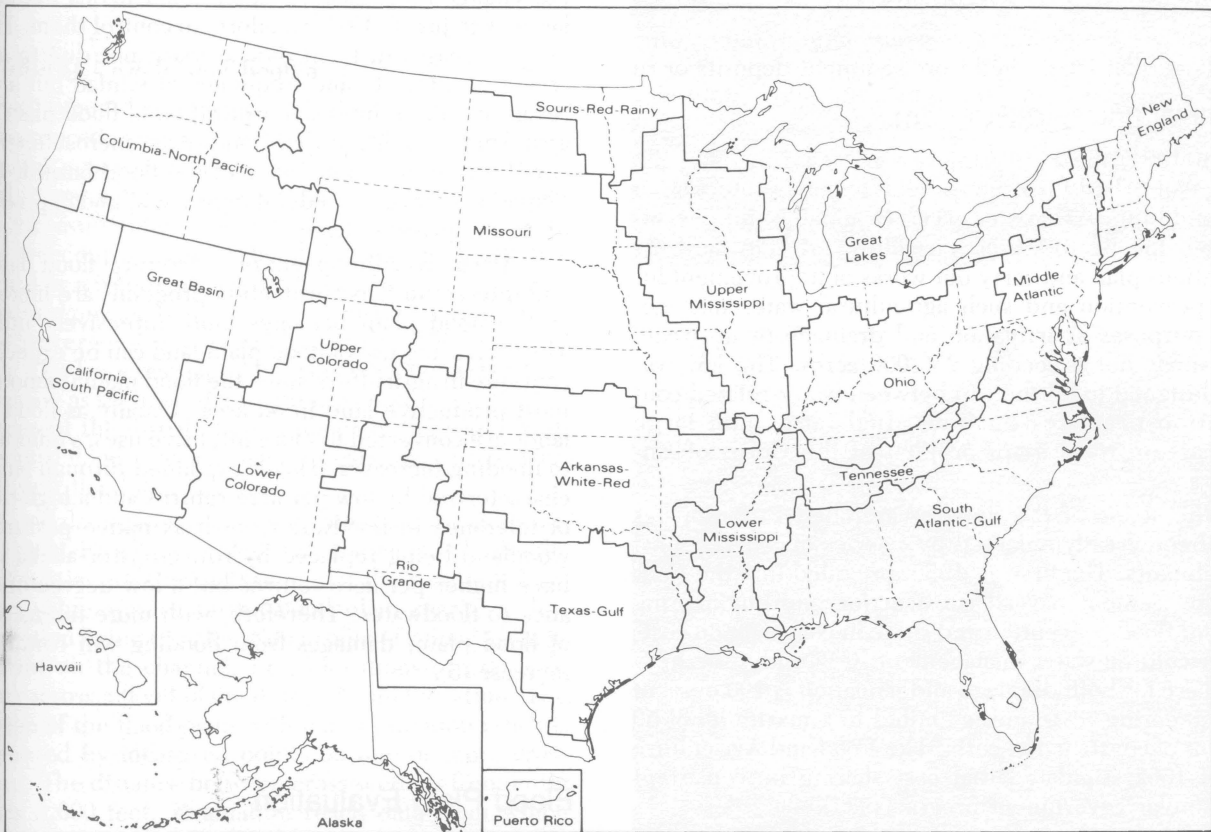 Souris-Red-Rainy
New
England
Columbia-North Pacific
Missouri
Great
Lakes
Middle
Atlantic
Great Basin
Upper
Mississippi
Upper
Colorado
California-
South Pacific
Ohio
Lower
Colorado
Arkansas-
White-Red
Tennessee
South
Atlantic-Gulf
Lower
Mississippi
Rio
Grande
Texas-Gulf
Hawaii
Alaska
Puerto Rico